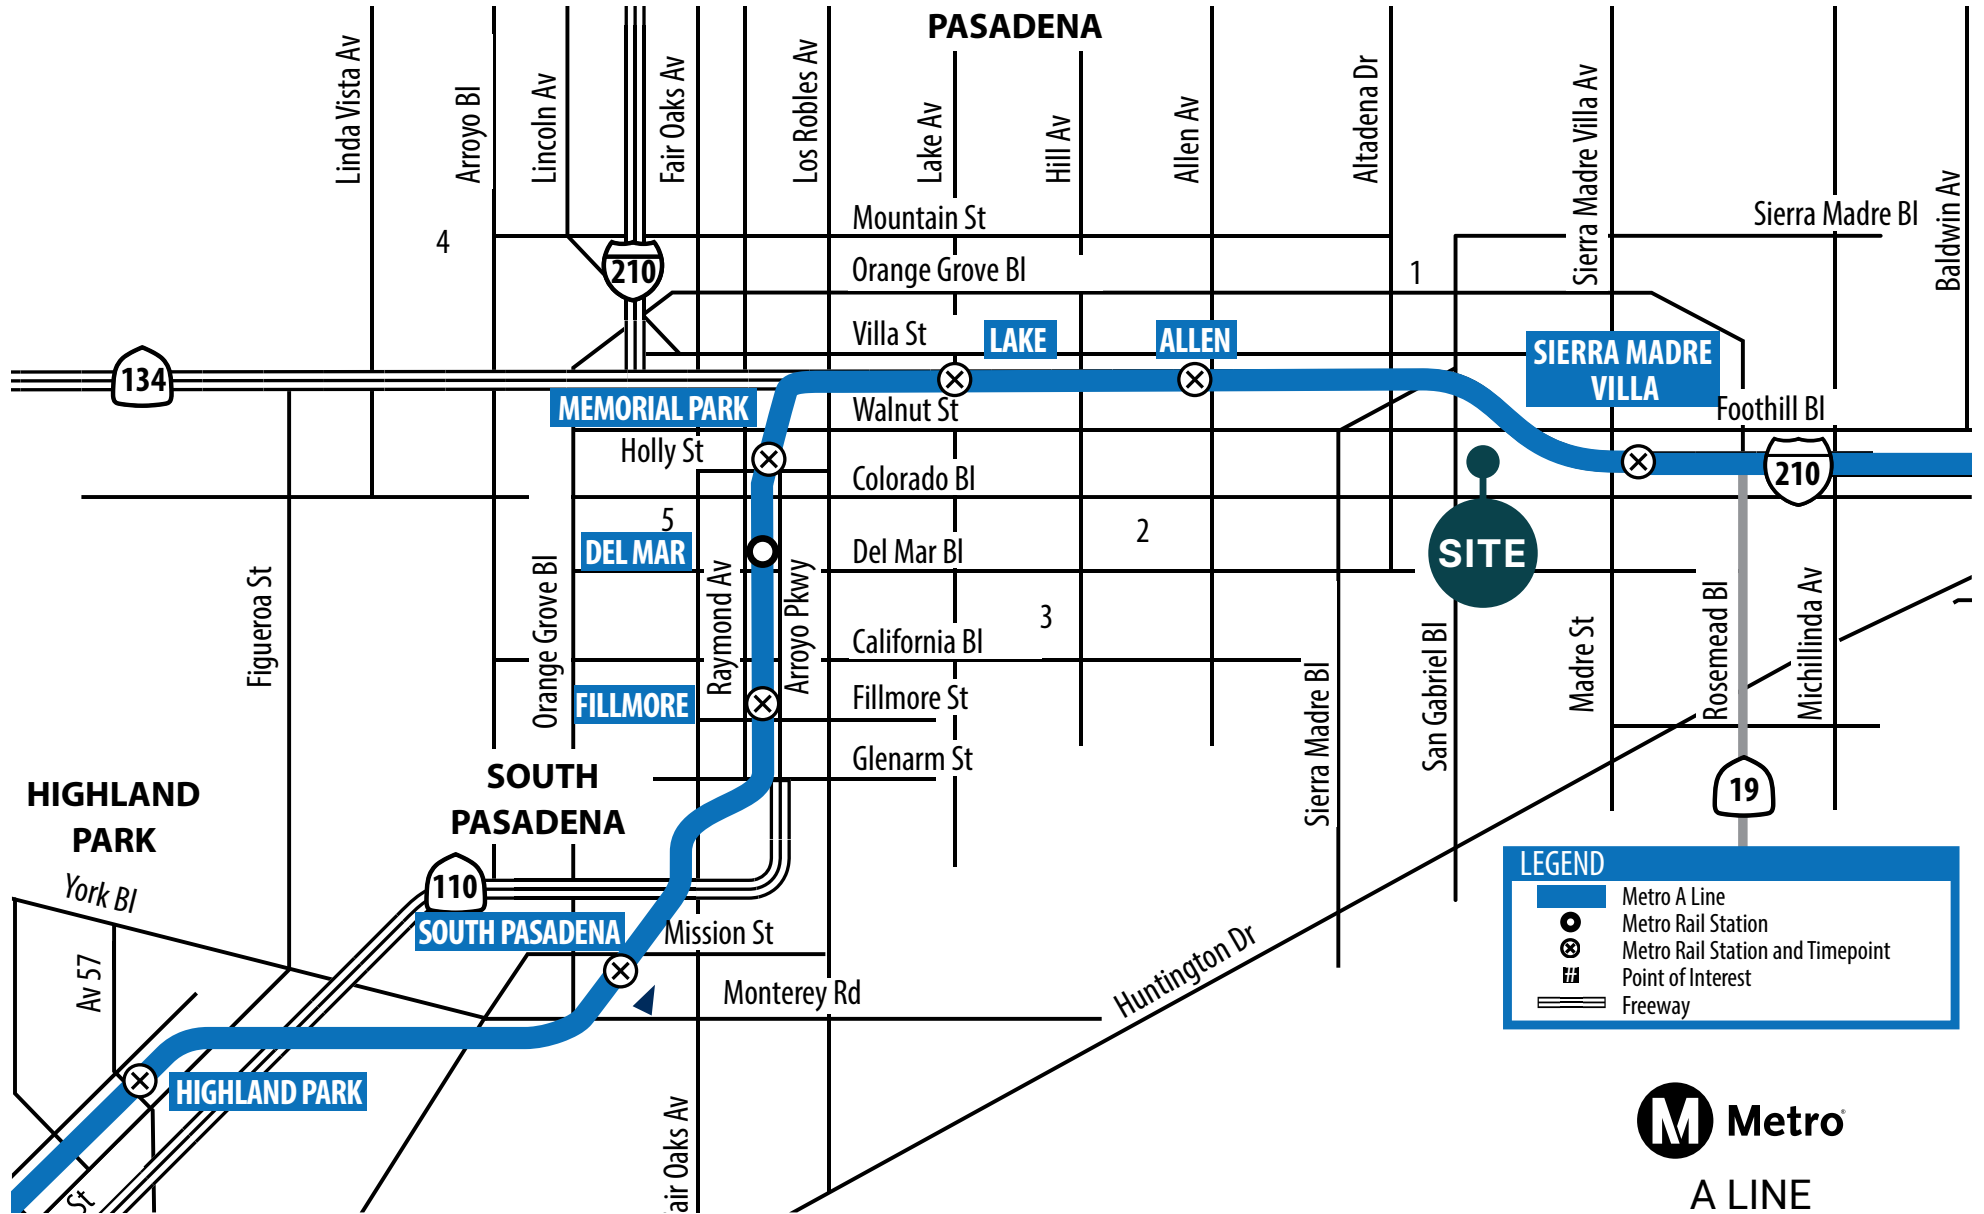 PASADENA
Linda Vista Av
Arroyo Bl
Lincoln Av
Fair Oaks Av
Los Robles Av
Lake Av
Hill Av
Allen Av
Altadena Dr
Sierra Madre Villa Av
Baldwin Av
Mountain St
Sierra Madre Bl
4
210
Orange Grove Bl
1
Villa St
LAKE
ALLEN
SIERRA MADRE
VILLA
134
MEMORIAL PARK
Walnut St
Foothill Bl
Holly St
Colorado Bl
210
5
2
DEL MAR
Del Mar Bl
SITE
Figueroa St
Orange Grove Bl
Raymond Av
Arroyo Pkwy
3
California Bl
Sierra Madre Bl
San Gabriel Bl
Madre St
Rosemead Bl
Michillinda Av
FILLMORE
Fillmore St
Glenarm St
HIGHLAND
PARK
SOUTH
PASADENA
19
York Bl
110
LEGEND
Metro A Line
Metro Rail Station
Metro Rail Station and Timepoint
Point of Interest
Freeway
SOUTH PASADENA
Mission St
Av 57
Monterey Rd
Huntington Dr
HIGHLAND PARK
air Oaks Av
St
M Metro
A LINE